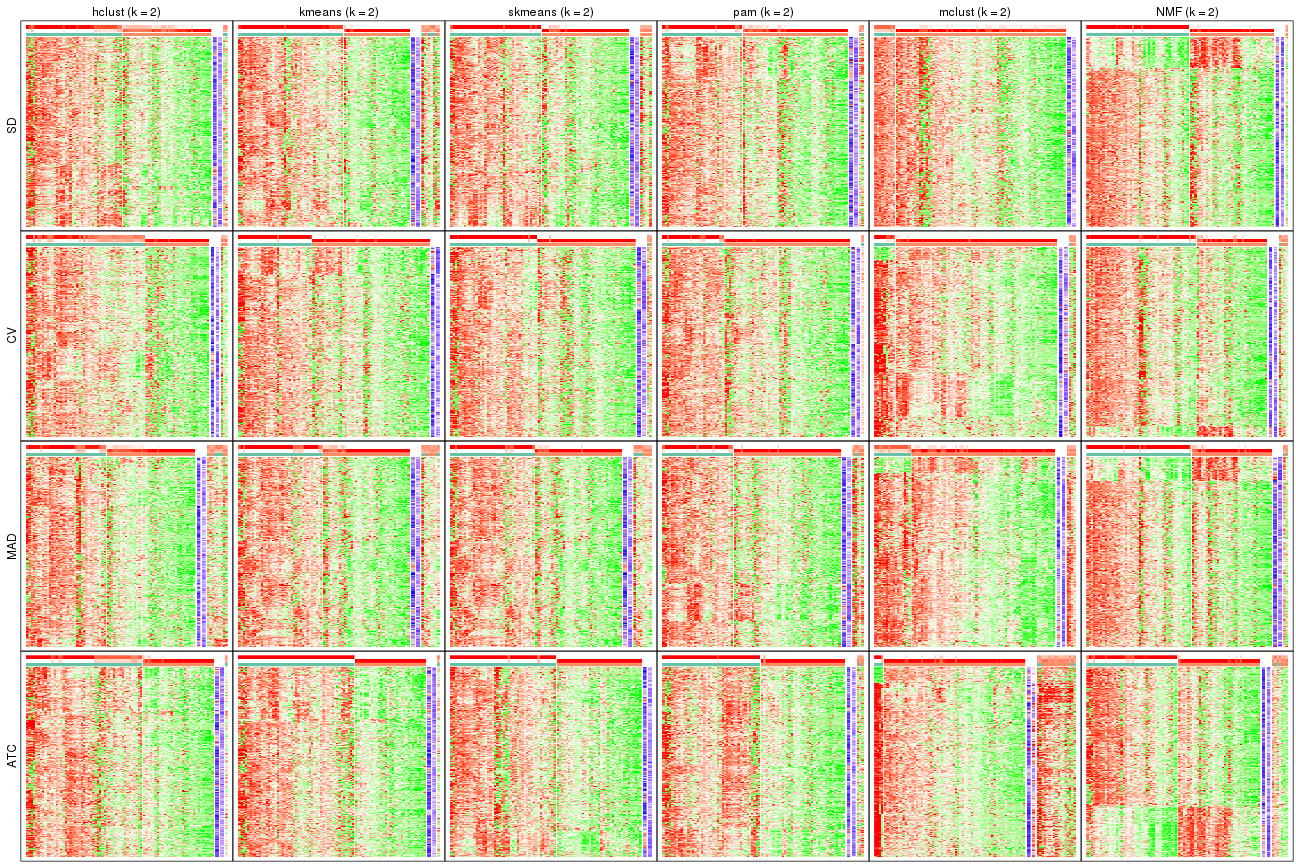 hclust (k = 2) kmeans (k = 2) skmeans (k = 2) pam (k = 2) mclust (k = 2) NMF (k = 2)
SD
CV
MAD
ATC